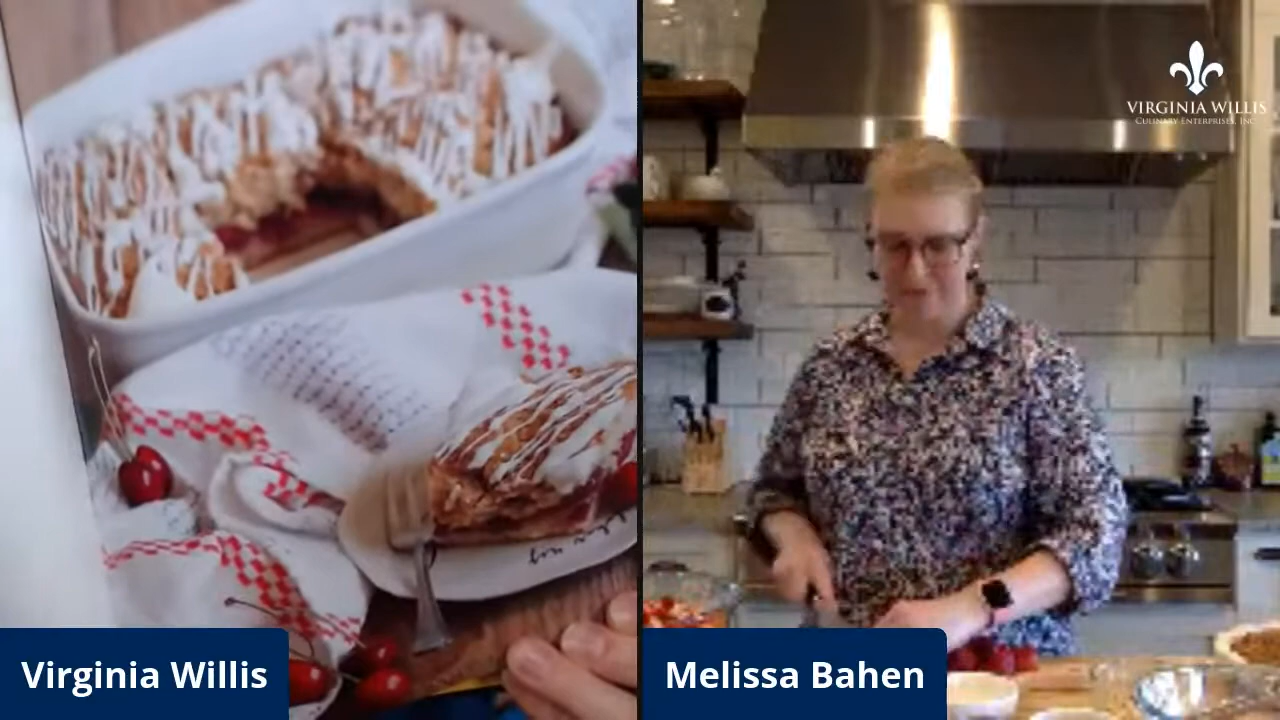 VIRGINIA WILLIS
CULINARY ENTERPRISES, INC
Virginia Willis
Melissa Bahen